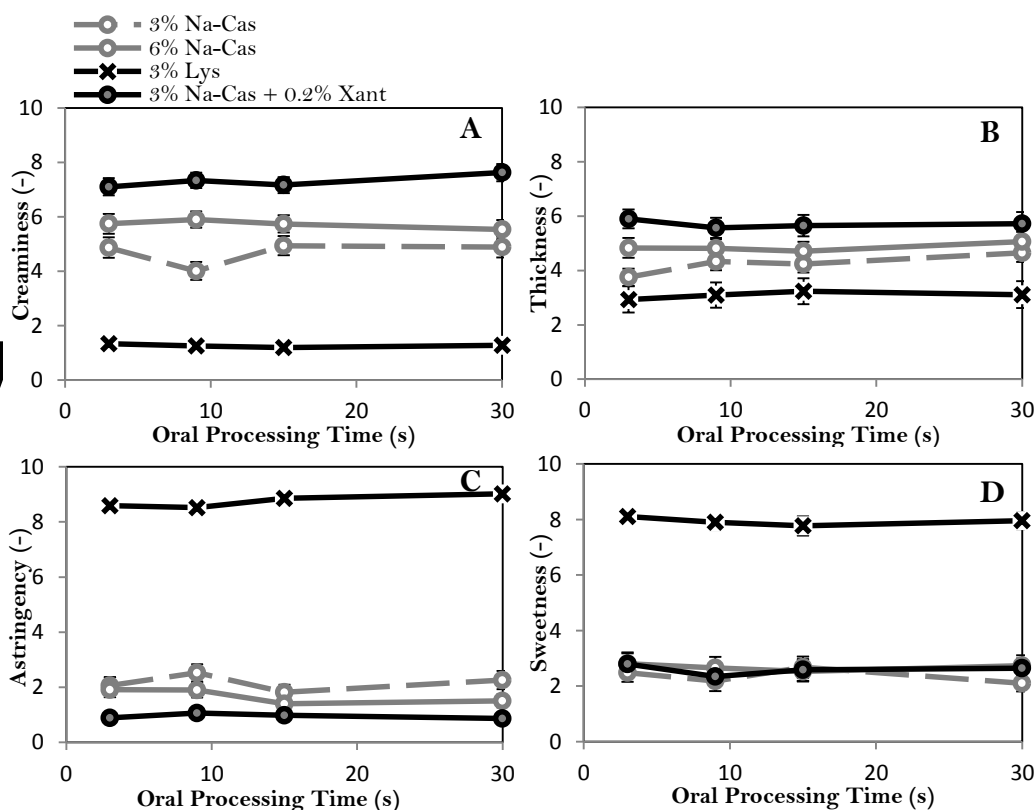 3% Na-Cas
6% Na-Cas
3% Lys
3% Na-Cas + 0.2% Xant
A
10
8
6
4
2
0
Creaminess (-)
0 10 20 30
Oral Processing Time (s)
B
10
8
6
4
2
0
Thickness (-)
0 10 20 30
Oral Processing Time (s)
C
10
8
6
4
2
0
Astringency (-)
0 10 20 30
Oral Processing Time (s)
D
10
8
6
4
2
0
Sweetness (-)
0 10 20 30
Oral Processing Time (s)